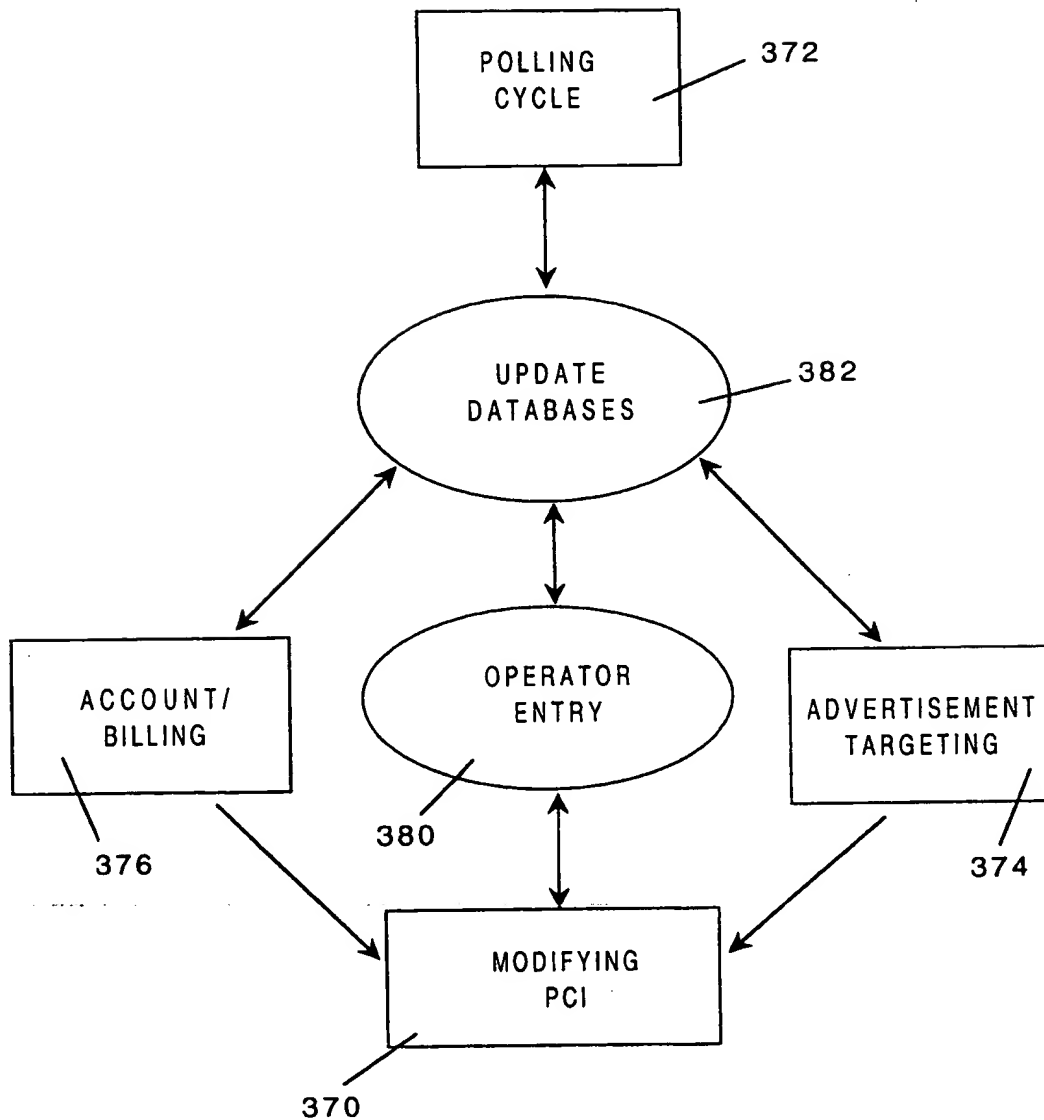 POLLING
CYCLE
372
UPDATE
DATABASES
382
ACCOUNT/
BILLING
376
OPERATOR
ENTRY
380
ADVERTISEMENT
TARGETING
374
MODIFYING
PCI
370